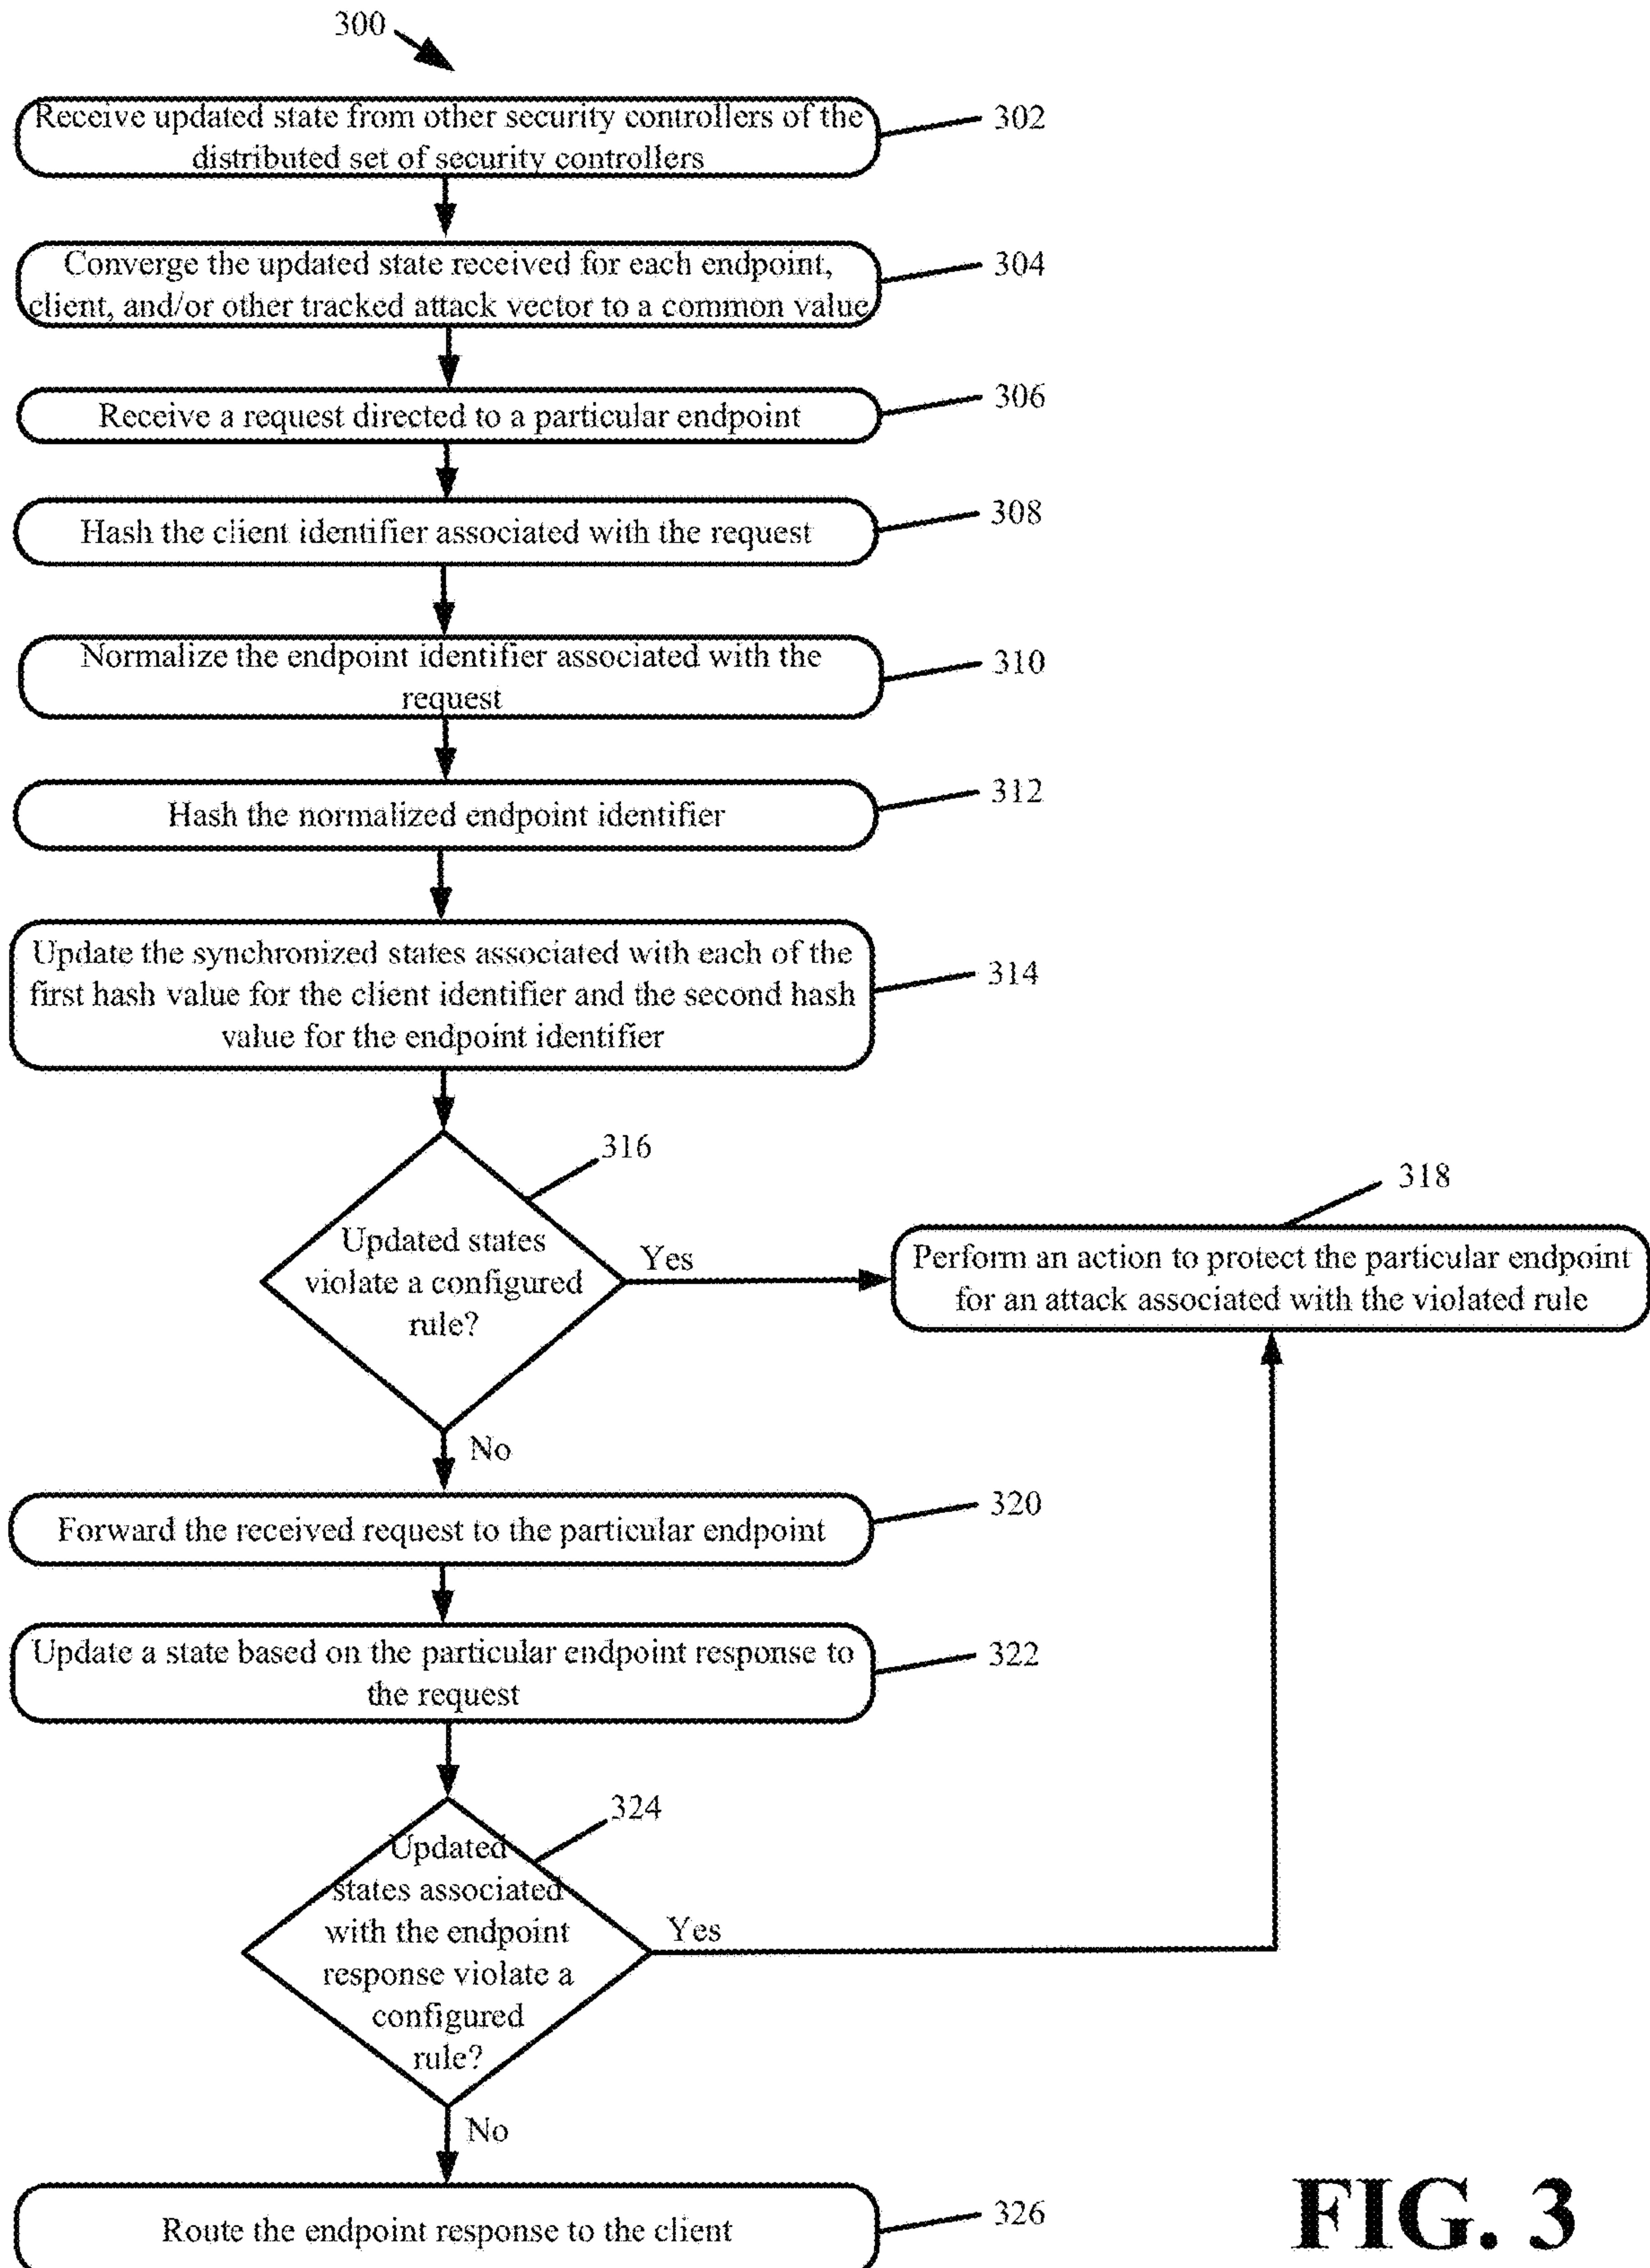 300
Receive updated state from other security controllers of the
distributed set of security controllers
302
Converge the updated state received for each endpoint,
client, and/or other tracked attack vector to a common value
304
Receive a request directed to a particular endpoint
306
Hash the client identifier associated with the request
308
Normalize the endpoint identifier associated with the
request
310
Hash the normalized endpoint identifier
312
Update the synchronized states associated with each of the
first hash value for the client identifier and the second hash
value for the endpoint identifier
314
316
Updated states
violate a configured
rule?
Yes
318
Perform an action to protect the particular endpoint
for an attack associated with the violated rule
No
Forward the received request to the particular endpoint
320
Update a state based on the particular endpoint response to
the request
322
324
Updated
states associated
with the endpoint
response violate a
configured
rule?
Yes
No
Route the endpoint response to the client
326
FIG. 3